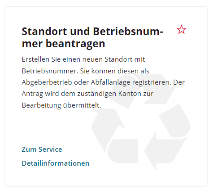 Standort und Betriebsnum-
mer beantragen
Erstellen Sie einen neuen Standort mit
Betriebsnummer. Sie können diesen als
Abgeberbetrieb oder Abfallanlage registrieren. Der
Antrag wird dem zuständigen Kanton zur
Bearbeitung übermittelt.
Zum Service
Detailinformationen